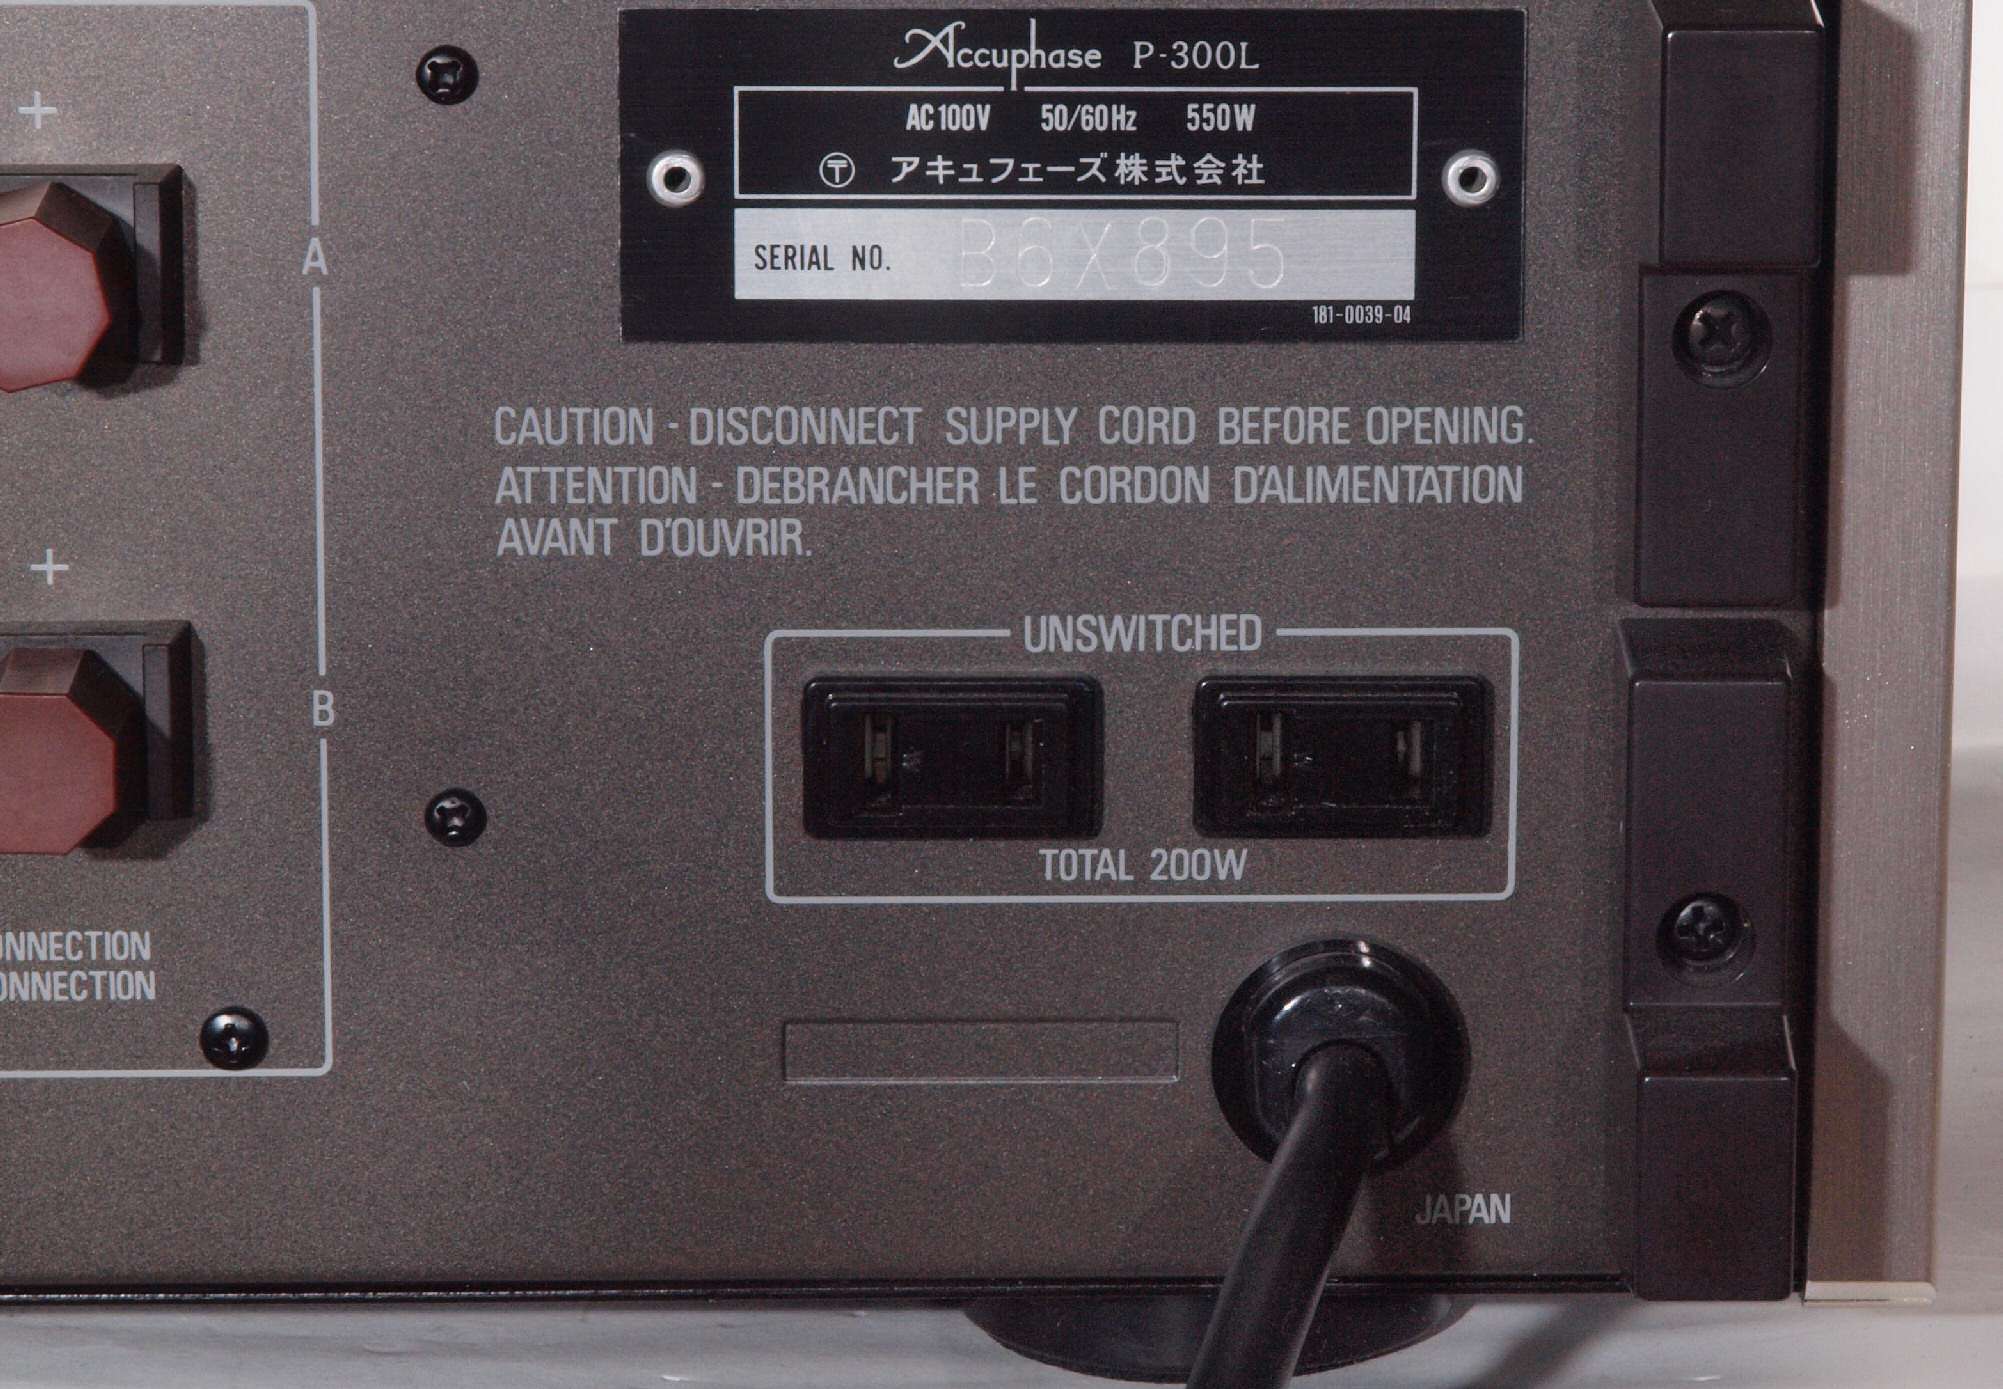 Accuphase P-300L
AC100V 50/60Hz 550W
〒 アキュフェーズ株式会社
SERIAL NO. B6X895
181-0039-04
+
A
CAUTION - DISCONNECT SUPPLY CORD BEFORE OPENING.
ATTENTION - DEBRANCHER LE CORDON D'ALIMENTATION
AVANT D'OUVRIR.
+
B
UNSWITCHED
TOTAL 200W
ONNECTION
ONNECTION
JAPAN